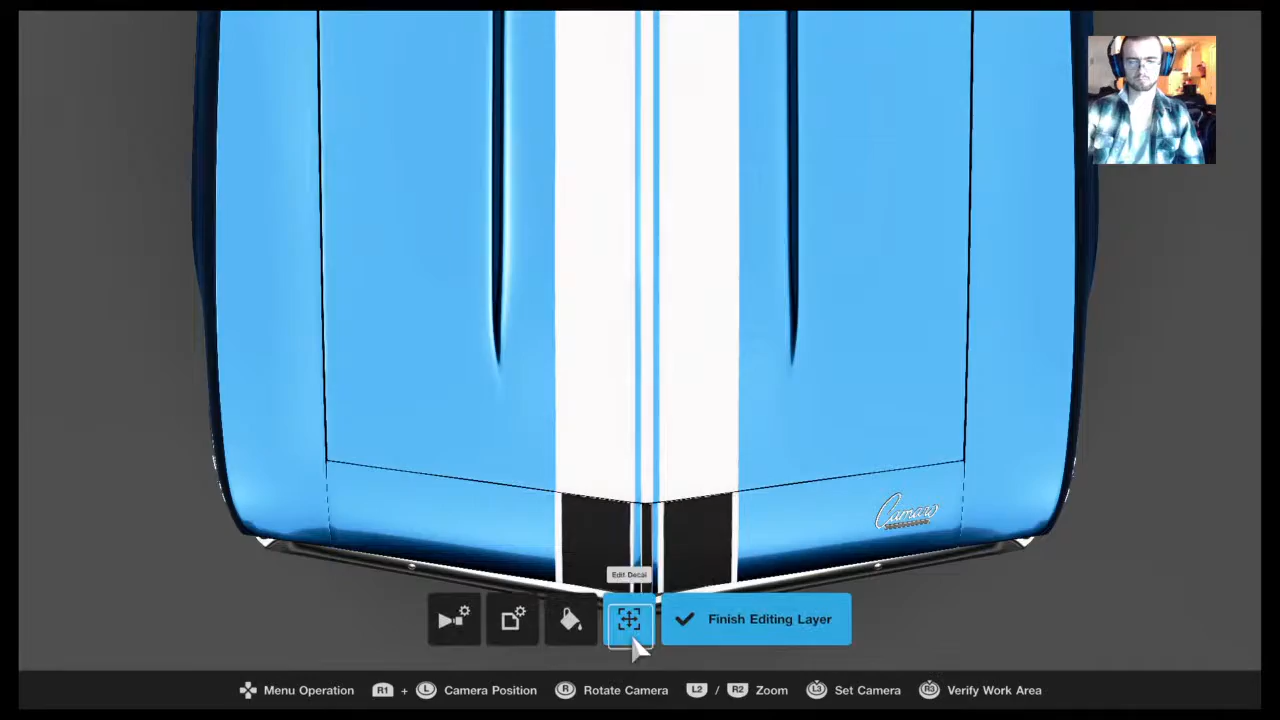 Camaro
Edit Decal
Finish Editing Layer
Menu Operation R1 + L Camera Position R Rotate Camera L2 / R2 Zoom L3 Set Camera R3 Verify Work Area